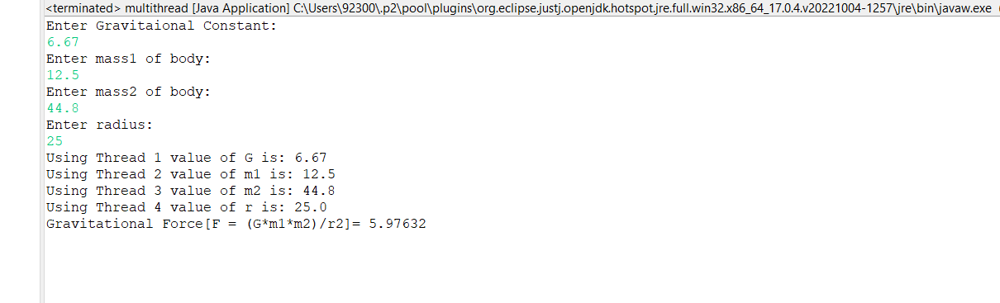 <terminated> multithread [Java Application] C:\Users\92300\.p2\pool\plugins\org.eclipse.justj.openjdk.hotspot.jre.full.win32.x86_64_17.0.4.v20221004-1257\jre\bin\javaw.exe
Enter Gravitaional Constant:
6.67
Enter mass1 of body:
12.5
Enter mass2 of body:
44.8
Enter radius:
25
Using Thread 1 value of G is: 6.67
Using Thread 2 value of m1 is: 12.5
Using Thread 3 value of m2 is: 44.8
Using Thread 4 value of r is: 25.0
Gravitational Force[F = (G*m1*m2)/r2]= 5.97632